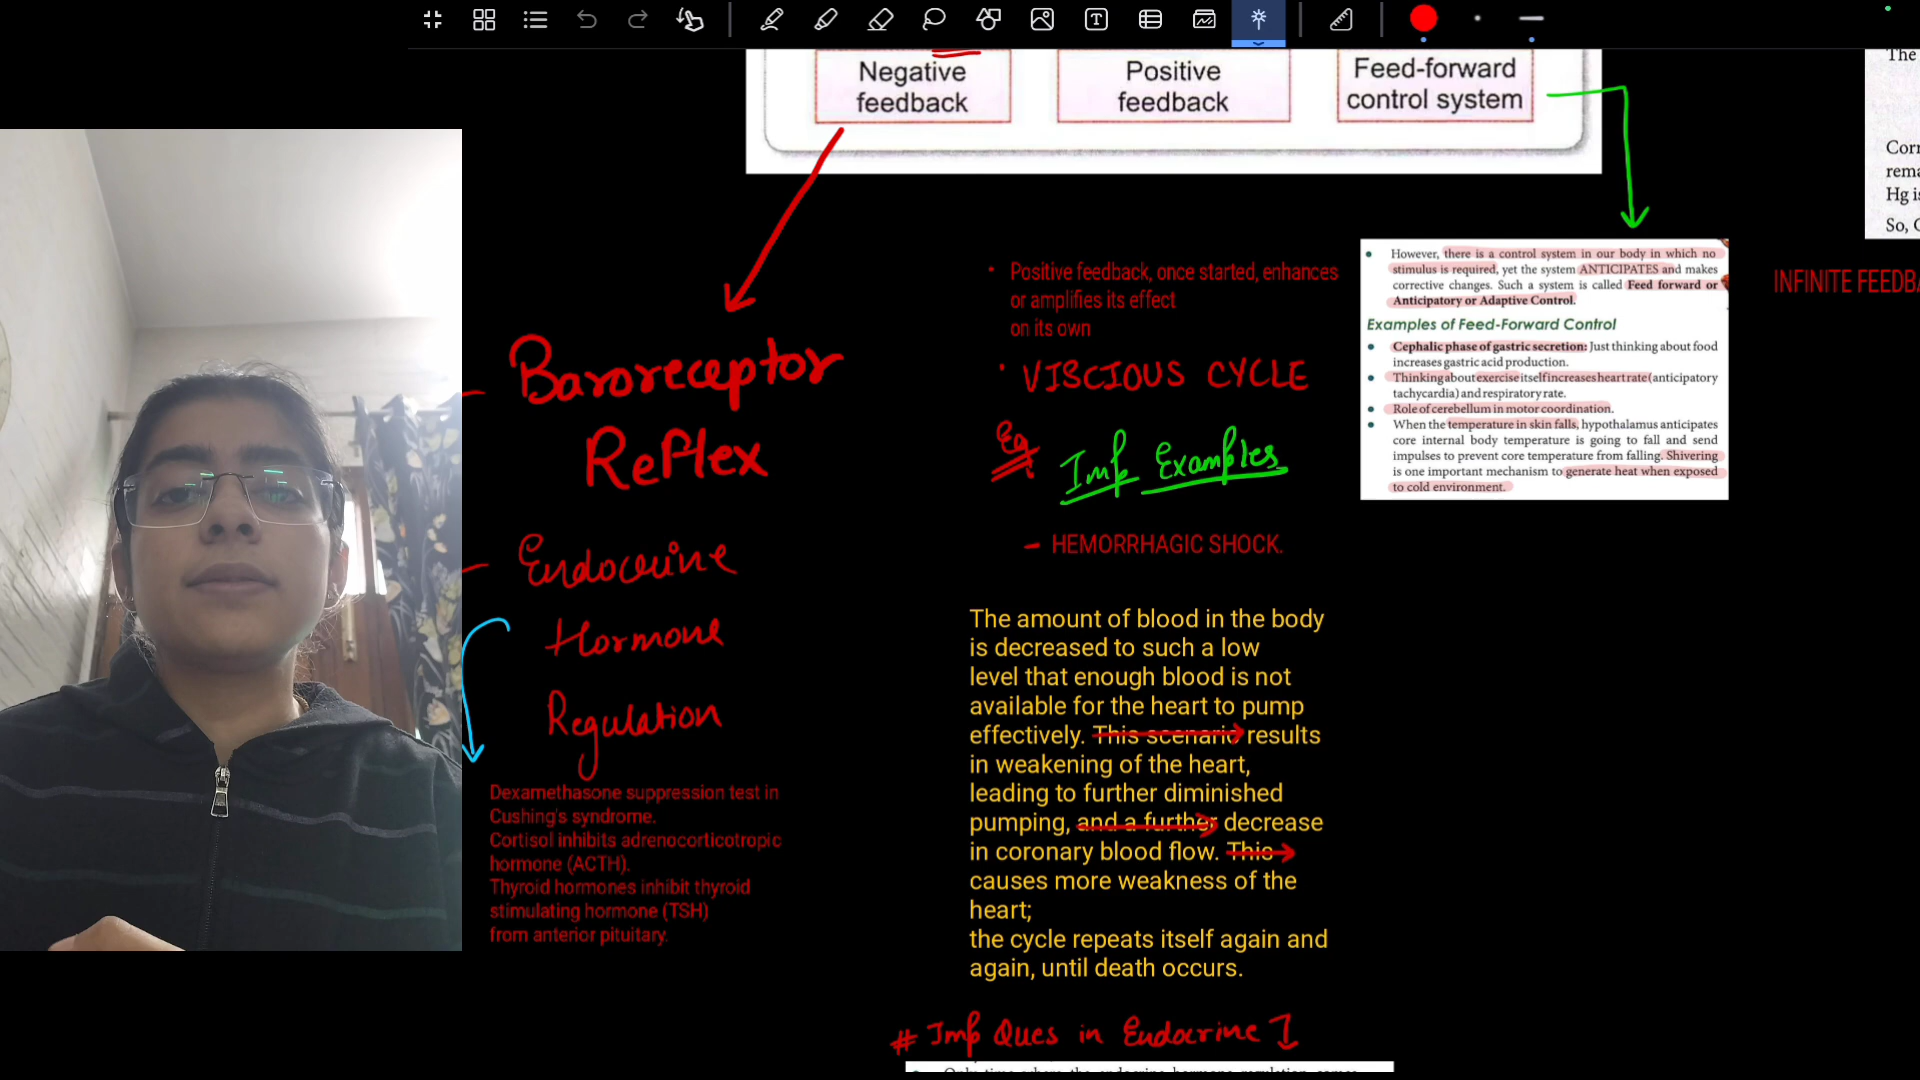 Negative
feedback
Positive
feedback
Feed-forward
control system
Baroreceptor
Reflex
Endocrine
Hormone
Regulation
Dexamethasone suppression test in
Cushing's syndrome.
Cortisol inhibits adrenocorticotropic
hormone (ACTH).
Thyroid hormones inhibit thyroid
stimulating hormone (TSH)
from anterior pituitary.
• Positive feedback, once started, enhances
or amplifies its effect
on its own
• VISCIOUS CYCLE
Eg
Imp Examples
- HEMORRHAGIC SHOCK.
The amount of blood in the body
is decreased to such a low
level that enough blood is not
available for the heart to pump
effectively. This scenario results
in weakening of the heart,
leading to further diminished
pumping, and a further decrease
in coronary blood flow. This
causes more weakness of the
heart;
the cycle repeats itself again and
again, until death occurs.
# Imp Ques in Endocrine
Only time where the endocrine hormone regulation comes
• However, there is a control system in our body in which no
stimulus is required, yet the system ANTICIPATES and makes
corrective changes. Such a system is called Feed forward or
Anticipatory or Adaptive Control.
Examples of Feed-Forward Control
• Cephalic phase of gastric secretion: Just thinking about food
increases gastric acid production.
• Thinking about exercise itself increases heart rate (anticipatory
tachycardia) and respiratory rate.
• Role of cerebellum in motor coordination.
• When the temperature in skin falls, hypothalamus anticipates
core internal body temperature is going to fall and send
impulses to prevent core temperature from falling. Shivering
is one important mechanism to generate heat when exposed
to cold environment.
The
Corr
rema
Hg is
So, C
INFINITE FEEDBA